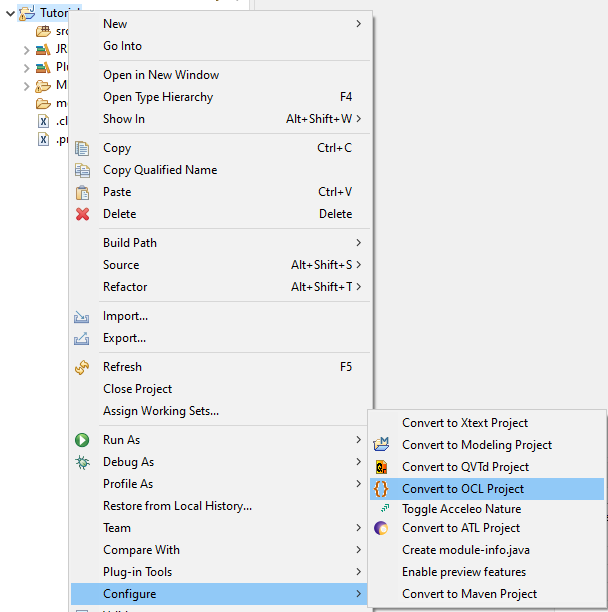 Tutorial
src
JR
Plu
M
m
.cl
.pr
New
Go Into
Open in New Window
Open Type Hierarchy F4
Show In Alt+Shift+W
Copy Ctrl+C
Copy Qualified Name
Paste Ctrl+V
Delete Delete
Build Path
Source Alt+Shift+S
Refactor Alt+Shift+T
Import...
Export...
Refresh F5
Close Project
Assign Working Sets...
Run As
Debug As
Profile As
Restore from Local History...
Team
Compare With
Plug-in Tools
Configure
Convert to Xtext Project
Convert to Modeling Project
Convert to QVTd Project
Convert to OCL Project
Toggle Acceleo Nature
Convert to ATL Project
Create module-info.java
Enable preview features
Convert to Maven Project